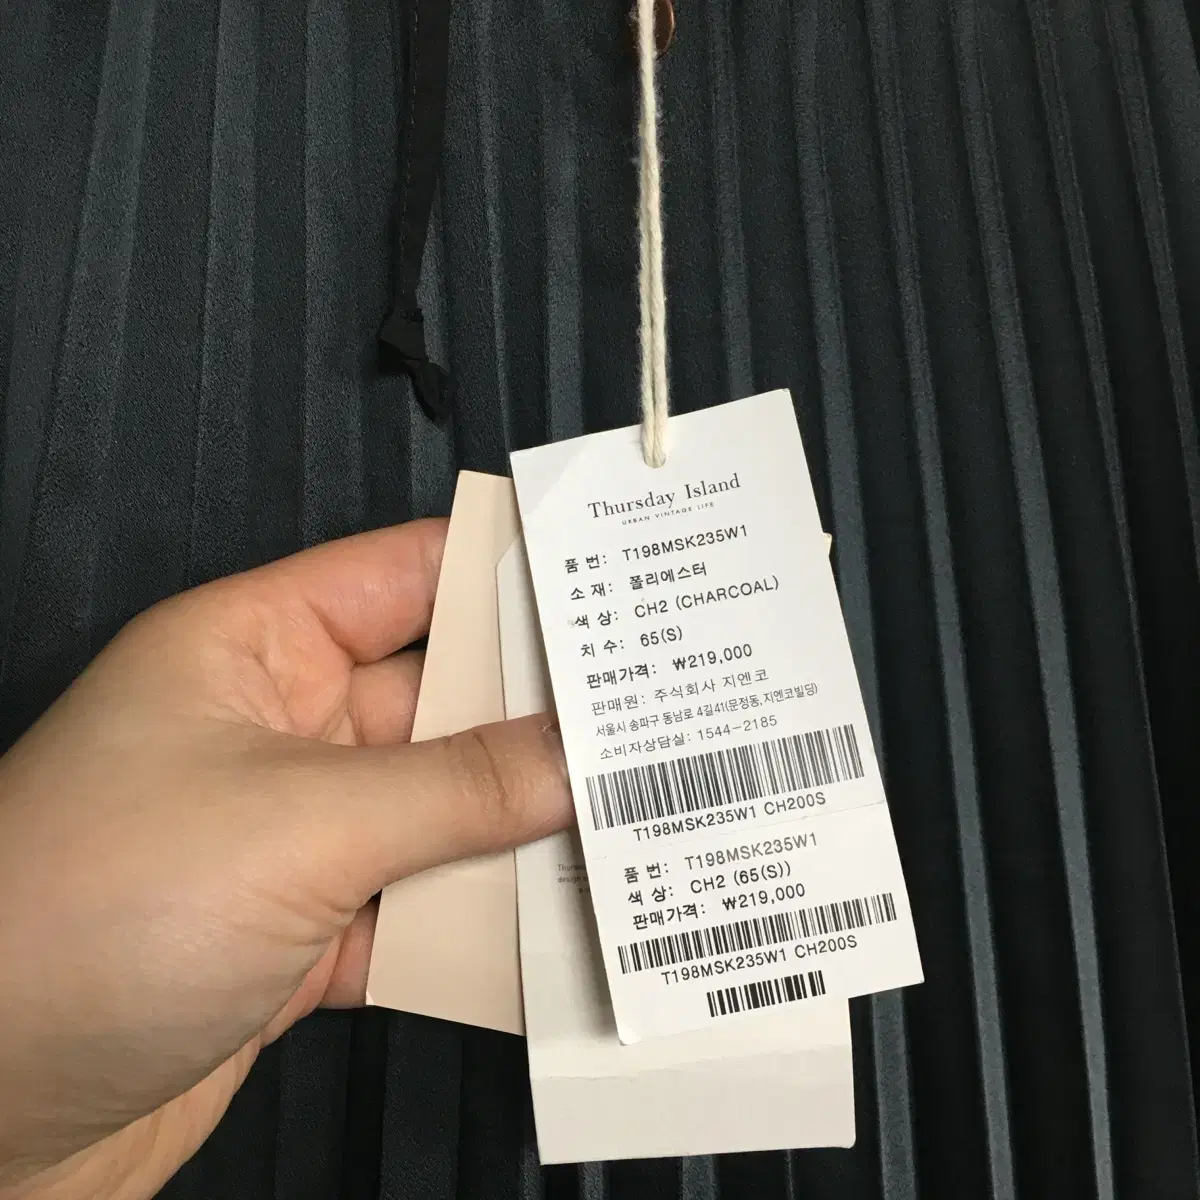 Thursday Island
URBAN VINTAGE LIFE
품 번: T198MSK235W1
소 재: 폴리에스터
색 상: CH2 (CHARCOAL)
치 수: 65(S)
판매가격: ₩219,000
판매원: 주식회사 지엔코
서울시 송파구 동남로 4길41(문정동,지엔코빌딩)
소비자상담실: 1544-2185
T198MSK235W1 CH200S
품 번: T198MSK235W1
색 상: CH2 (65(S))
판매가격: ₩219,000
T198MSK235W1 CH200S